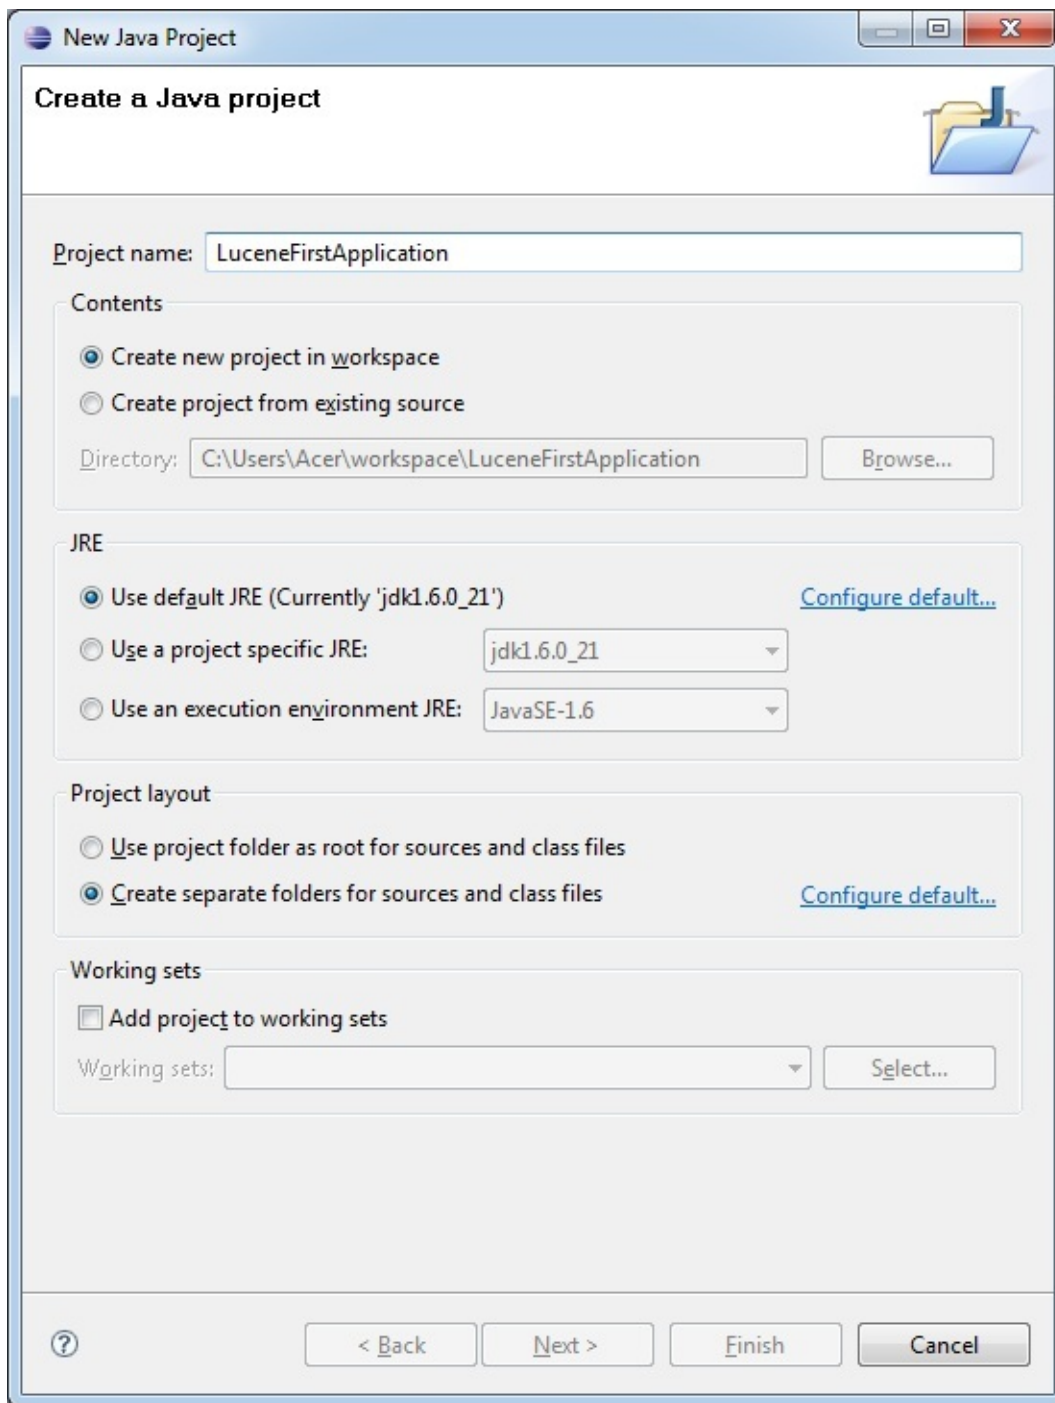 New Java Project
Create a Java project
Project name: LuceneFirstApplication
Contents
Create new project in workspace
Create project from existing source
Directory: C:\Users\Acer\workspace\LuceneFirstApplication Browse...
JRE
Use default JRE (Currently 'jdk1.6.0_21') Configure default...
Use a project specific JRE: jdk1.6.0_21
Use an execution environment JRE: JavaSE-1.6
Project layout
Use project folder as root for sources and class files
Create separate folders for sources and class files Configure default...
Working sets
Add project to working sets
Working sets: Select...
? < Back Next > Finish Cancel